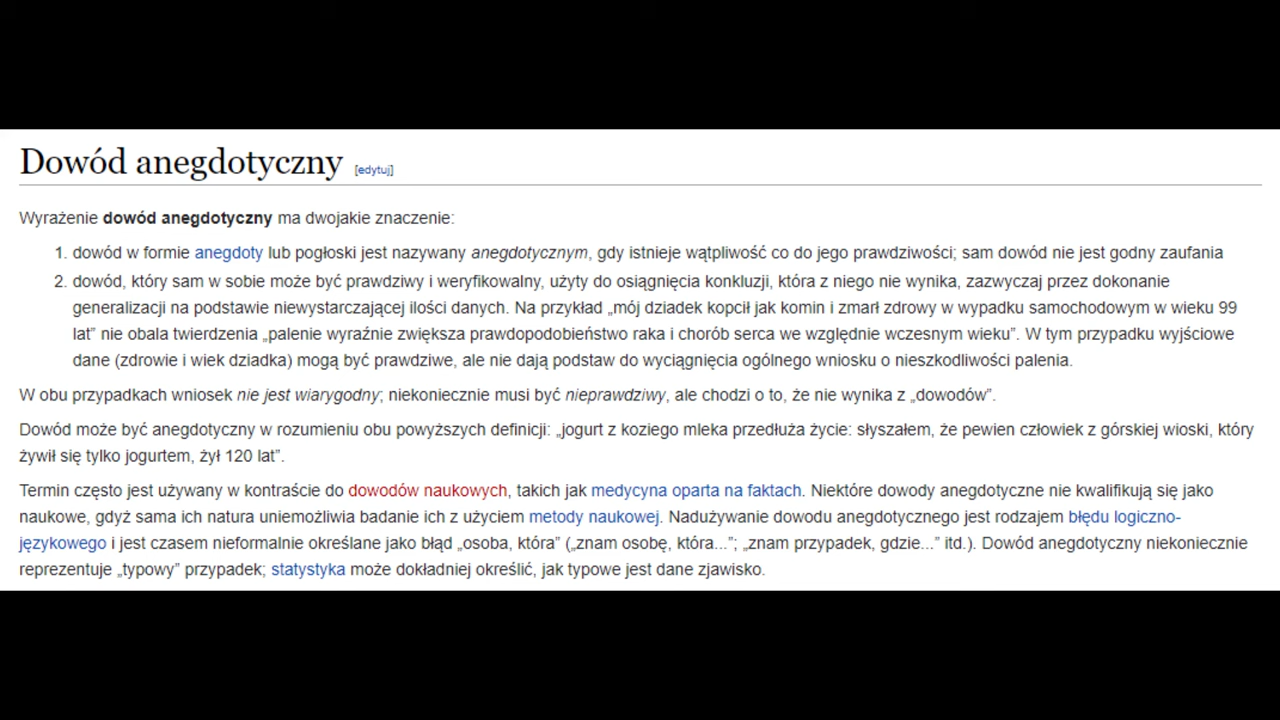 Dowód anegdotyczny [edytuj]
Wyrażenie dowód anegdotyczny ma dwojakie znaczenie:
1. dowód w formie anegdoty lub pogłoski jest nazywany anegdotycznym, gdy istnieje wątpliwość co do jego prawdziwości; sam dowód nie jest godny zaufania
2. dowód, który sam w sobie może być prawdziwy i weryfikowalny, użyty do osiągnięcia konkluzji, która z niego nie wynika, zazwyczaj przez dokonanie
generalizacji na podstawie niewystarczającej ilości danych. Na przykład „mój dziadek kopcił jak komin i zmarł zdrowy w wypadku samochodowym w wieku 99
lat” nie obala twierdzenia „palenie wyraźnie zwiększa prawdopodobieństwo raka i chorób serca we względnie wczesnym wieku”. W tym przypadku wyjściowe
dane (zdrowie i wiek dziadka) mogą być prawdziwe, ale nie dają podstaw do wyciągnięcia ogólnego wniosku o nieszkodliwości palenia.
W obu przypadkach wniosek nie jest wiarygodny; niekoniecznie musi być nieprawdziwy, ale chodzi o to, że nie wynika z „dowodów”.
Dowód może być anegdotyczny w rozumieniu obu powyższych definicji: „jogurt z koziego mleka przedłuża życie: słyszałem, że pewien człowiek z górskiej wioski, który
żywił się tylko jogurtem, żył 120 lat”.
Termin często jest używany w kontraście do dowodów naukowych, takich jak medycyna oparta na faktach. Niektóre dowody anegdotyczne nie kwalifikują się jako
naukowe, gdyż sama ich natura uniemożliwia badanie ich z użyciem metody naukowej. Nadużywanie dowodu anegdotycznego jest rodzajem błędu logiczno-
językowego i jest czasem nieformalnie określane jako błąd „osoba, która” („znam osobę, która...”; „znam przypadek, gdzie...” itd.). Dowód anegdotyczny niekoniecznie
reprezentuje „typowy” przypadek; statystyka może dokładniej określić, jak typowe jest dane zjawisko.